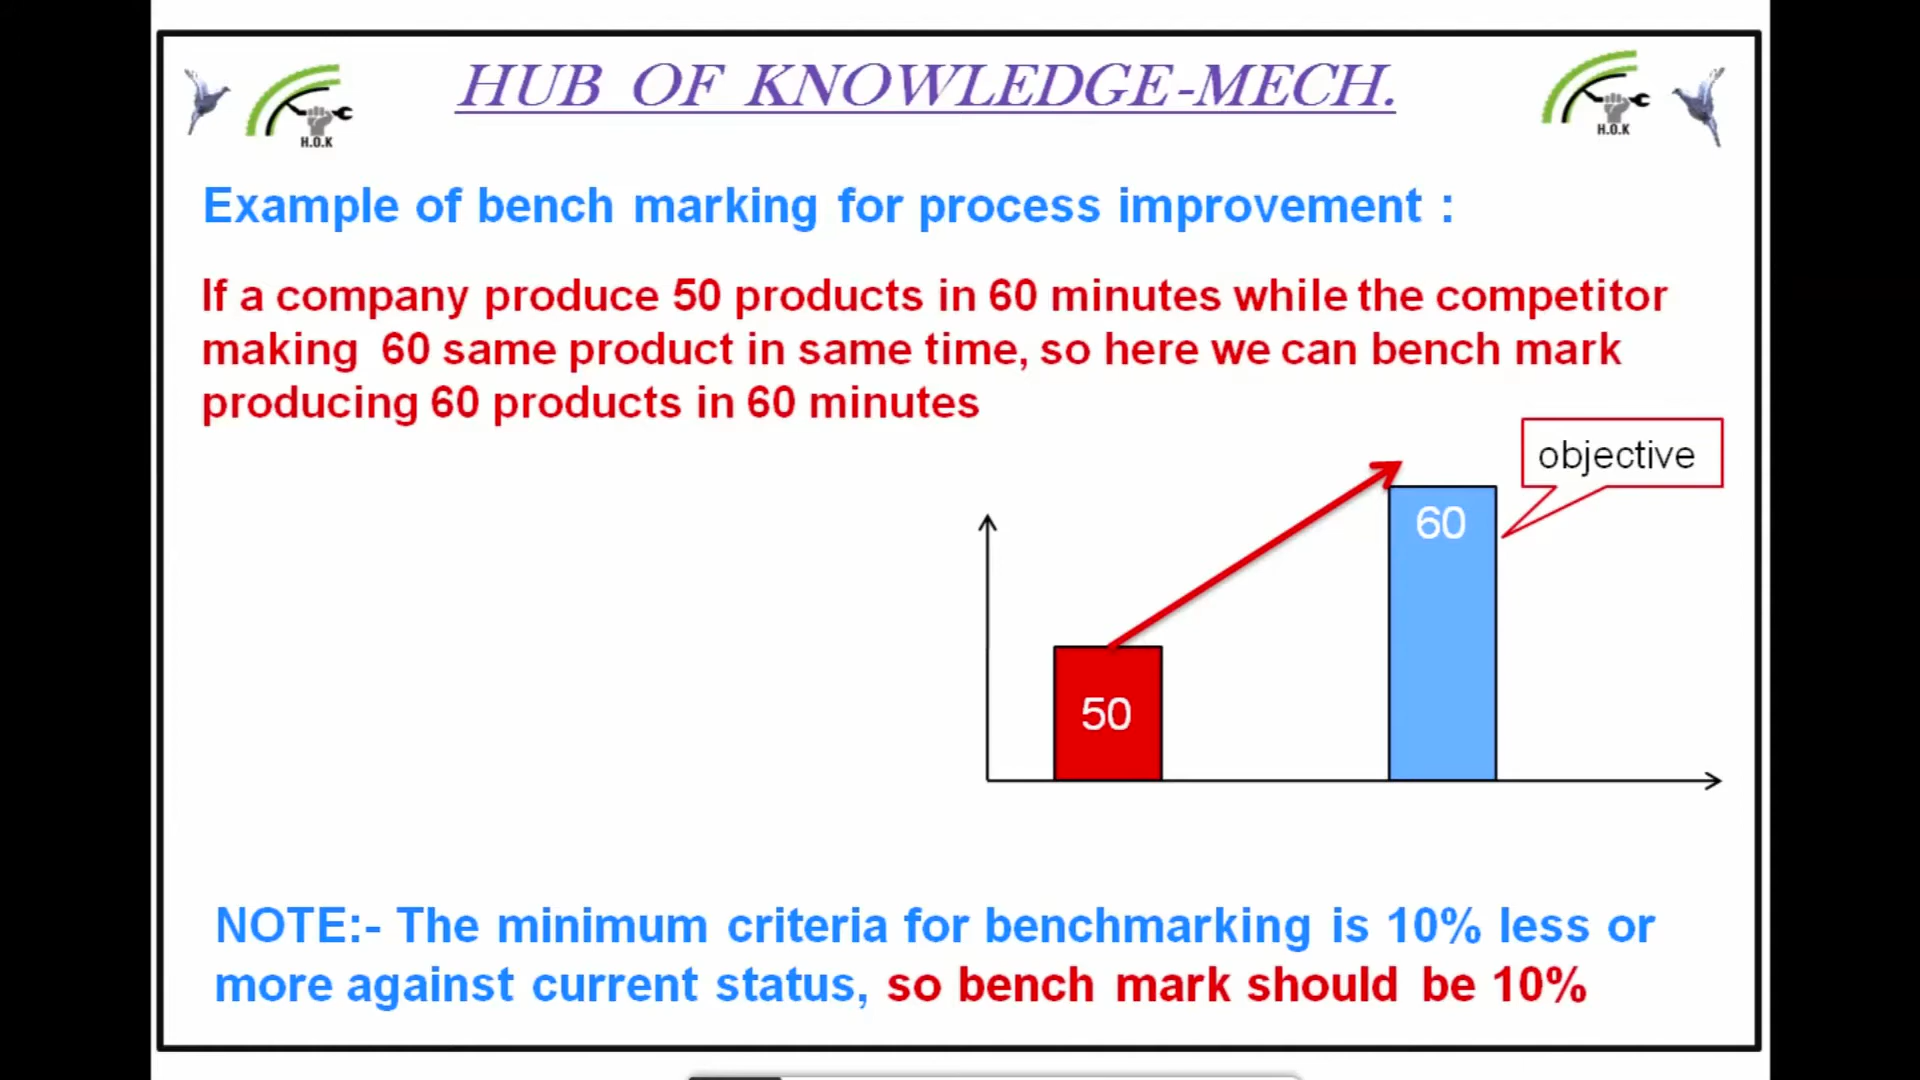 HUB OF KNOWLEDGE-MECH.
H.O.K
H.O.K
Example of bench marking for process improvement :
If a company produce 50 products in 60 minutes while the competitor
making 60 same product in same time, so here we can bench mark
producing 60 products in 60 minutes
objective
60
50
NOTE:- The minimum criteria for benchmarking is 10% less or
more against current status, so bench mark should be 10%